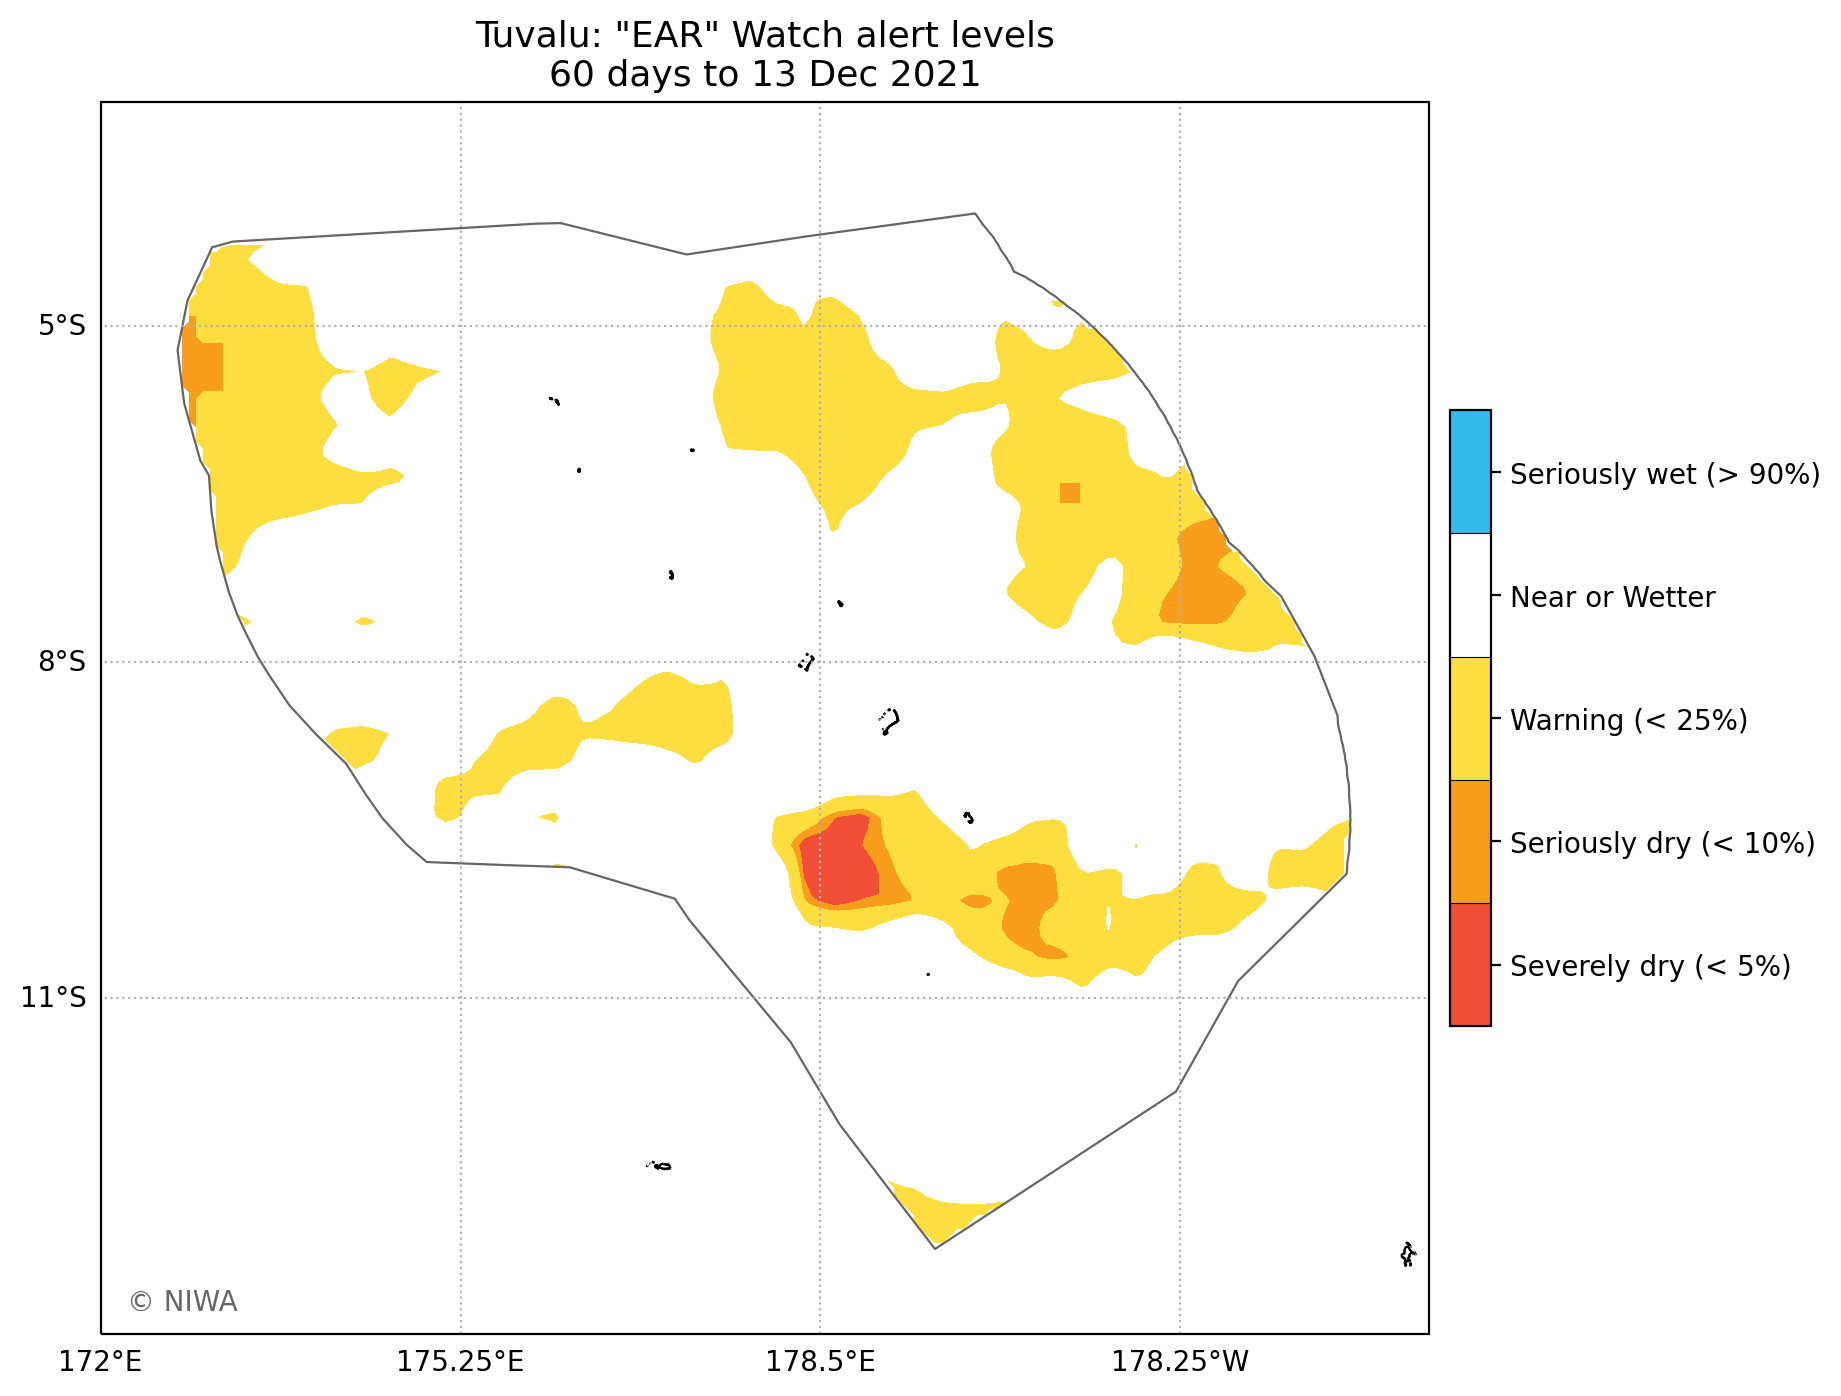 Tuvalu: "EAR" Watch alert levels
60 days to 13 Dec 2021
5°S
8°S
11°S
172°E
175.25°E
178.5°E
178.25°W
Seriously wet (> 90%)
Near or Wetter
Warning (< 25%)
Seriously dry (< 10%)
Severely dry (< 5%)
© NIWA